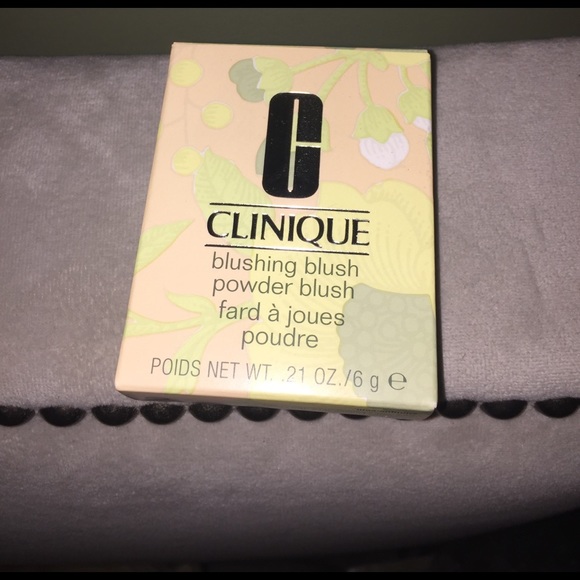 C
CLINIQUE
blushing blush
powder blush
fard à joues
poudre
POIDS NET WT. .21 OZ./6 g ℮